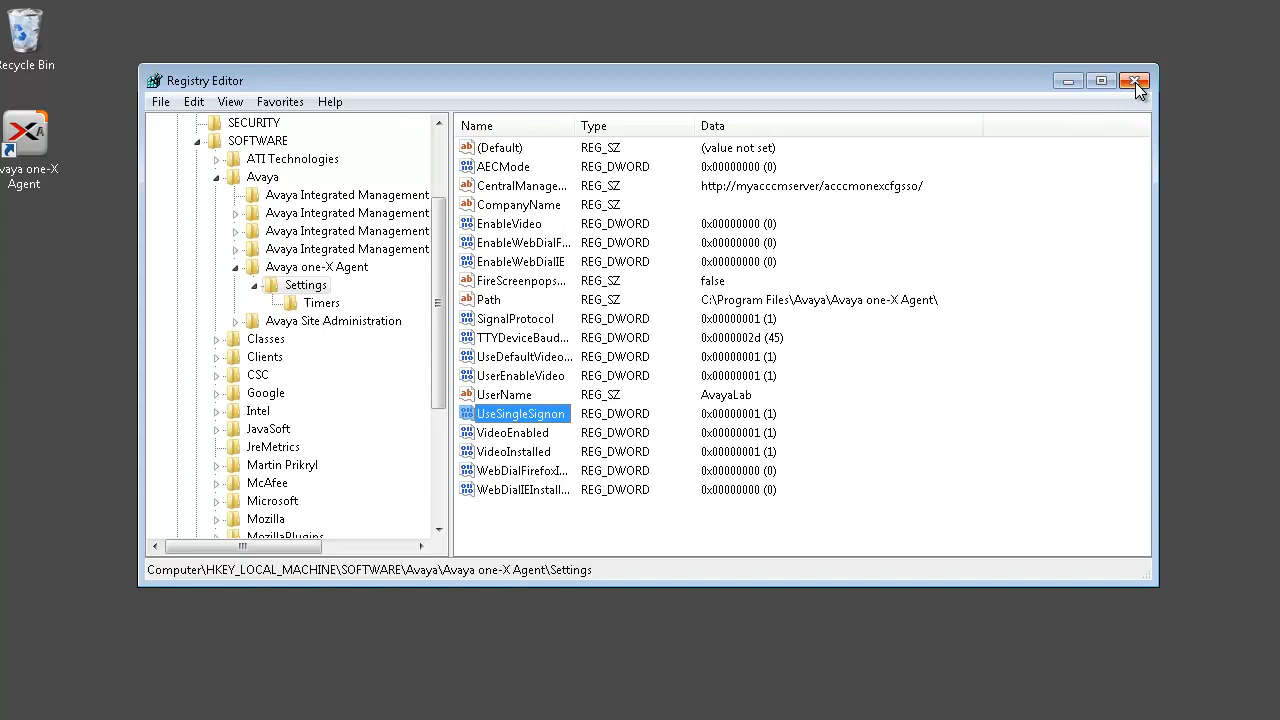 Recycle Bin
Avaya one-X
Agent
Registry Editor
File Edit View Favorites Help
SECURITY
SOFTWARE
ATI Technologies
Avaya
Avaya Integrated Management
Avaya Integrated Management
Avaya Integrated Management
Avaya Integrated Management
Avaya one-X Agent
Settings
Timers
Avaya Site Administration
Classes
Clients
CSC
Google
Intel
JavaSoft
JreMetrics
Martin Prikryl
McAfee
Microsoft
Mozilla
MozillaPlugins
Name Type Data
(Default) REG_SZ (value not set)
AECMode REG_DWORD 0x00000000 (0)
CentralManage... REG_SZ http://myacccmserver/acccmonexcfgsso/
CompanyName REG_SZ
EnableVideo REG_DWORD 0x00000000 (0)
EnableWebDialF... REG_DWORD 0x00000000 (0)
EnableWebDialIE REG_DWORD 0x00000000 (0)
FireScreenpops... REG_SZ false
Path REG_SZ C:\Program Files\Avaya\Avaya one-X Agent\
SignalProtocol REG_DWORD 0x00000001 (1)
TTYDeviceBaud... REG_DWORD 0x0000002d (45)
UseDefaultVideo... REG_DWORD 0x00000001 (1)
UserEnableVideo REG_DWORD 0x00000001 (1)
UserName REG_SZ AvayaLab
UseSingleSignon REG_DWORD 0x00000001 (1)
VideoEnabled REG_DWORD 0x00000001 (1)
VideoInstalled REG_DWORD 0x00000001 (1)
WebDialFirefoxI... REG_DWORD 0x00000000 (0)
WebDialIEInstall... REG_DWORD 0x00000000 (0)
Computer\HKEY_LOCAL_MACHINE\SOFTWARE\Avaya\Avaya one-X Agent\Settings